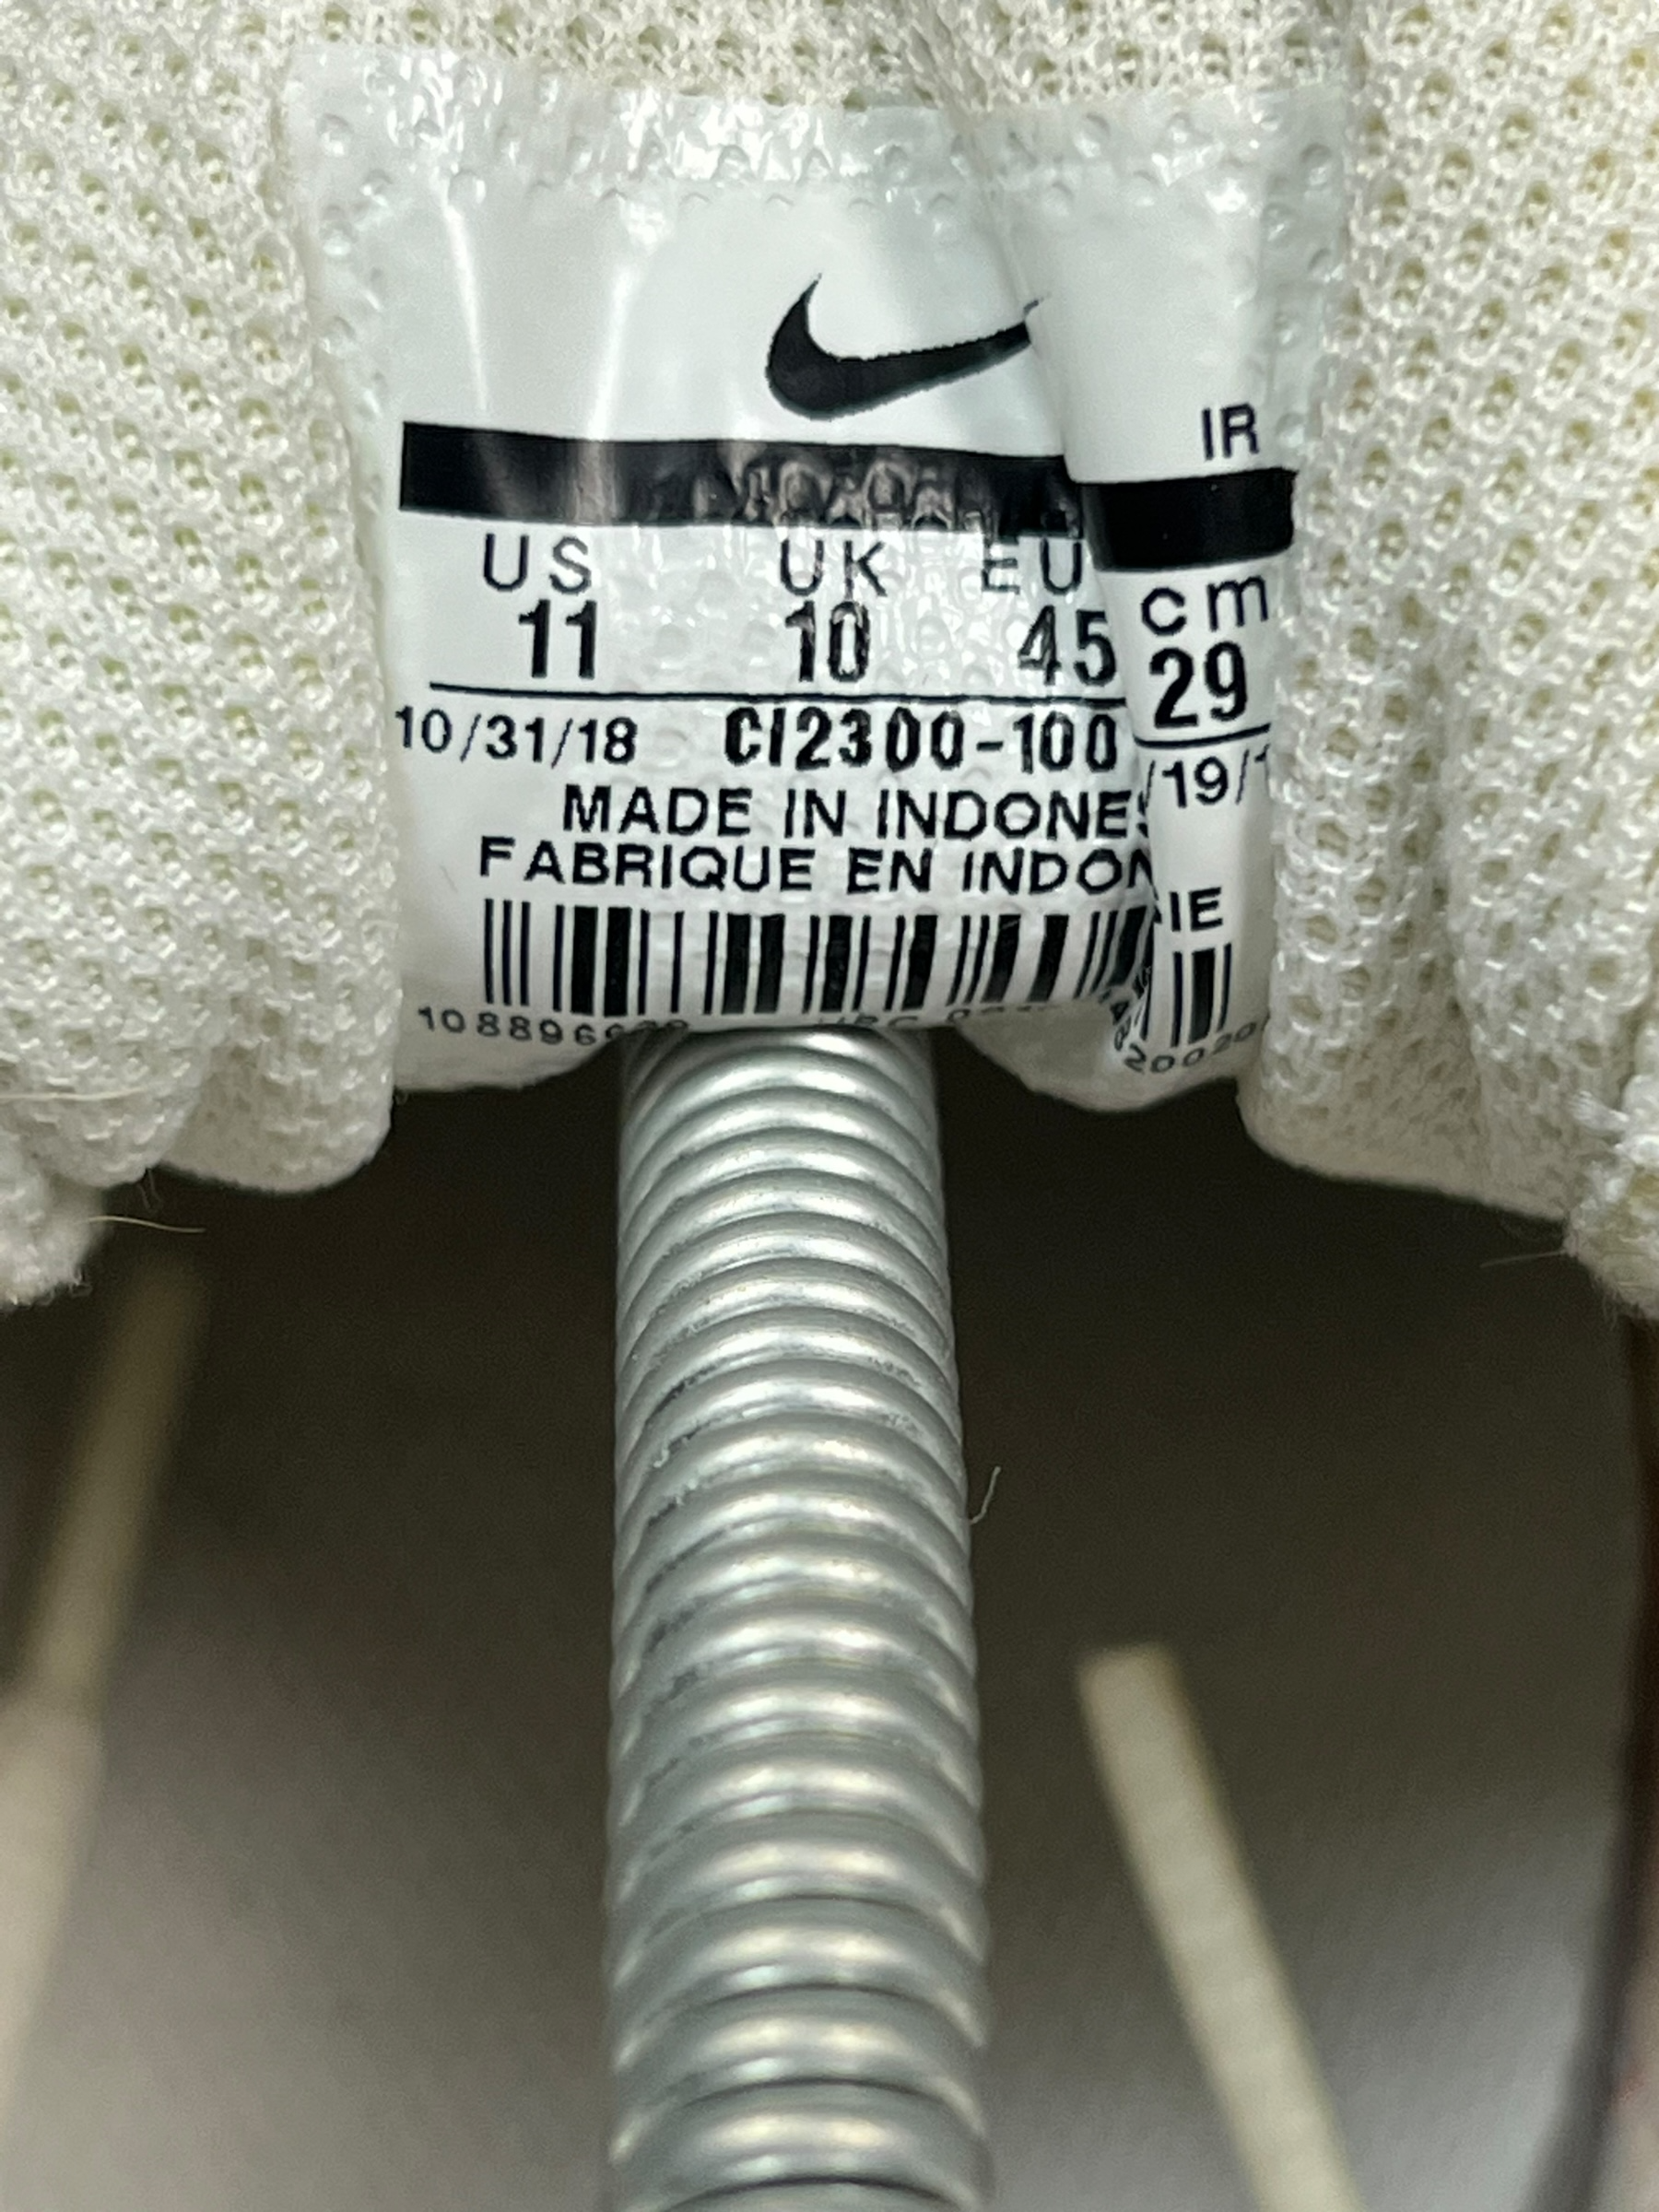 IR
US UK EU cm
11 10 45 29
10/31/18 CI2300-100 /19/1
MADE IN INDONES
FABRIQUE EN INDON IE